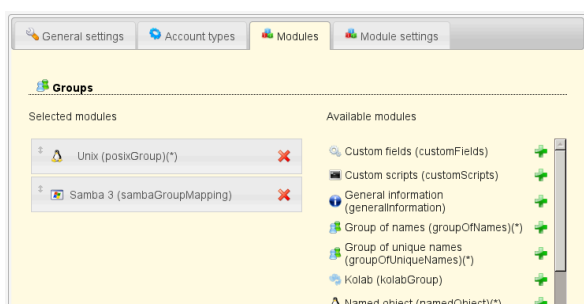 General settings
Account types
Modules
Module settings
Groups
Selected modules
Available modules
Unix (posixGroup)(*)
Samba 3 (sambaGroupMapping)
Custom fields (customFields)
Custom scripts (customScripts)
General information
(generalInformation)
Group of names (groupOfNames)(*)
Group of unique names
(groupOfUniqueNames)(*)
Kolab (kolabGroup)
Named object (namedObject)(*)